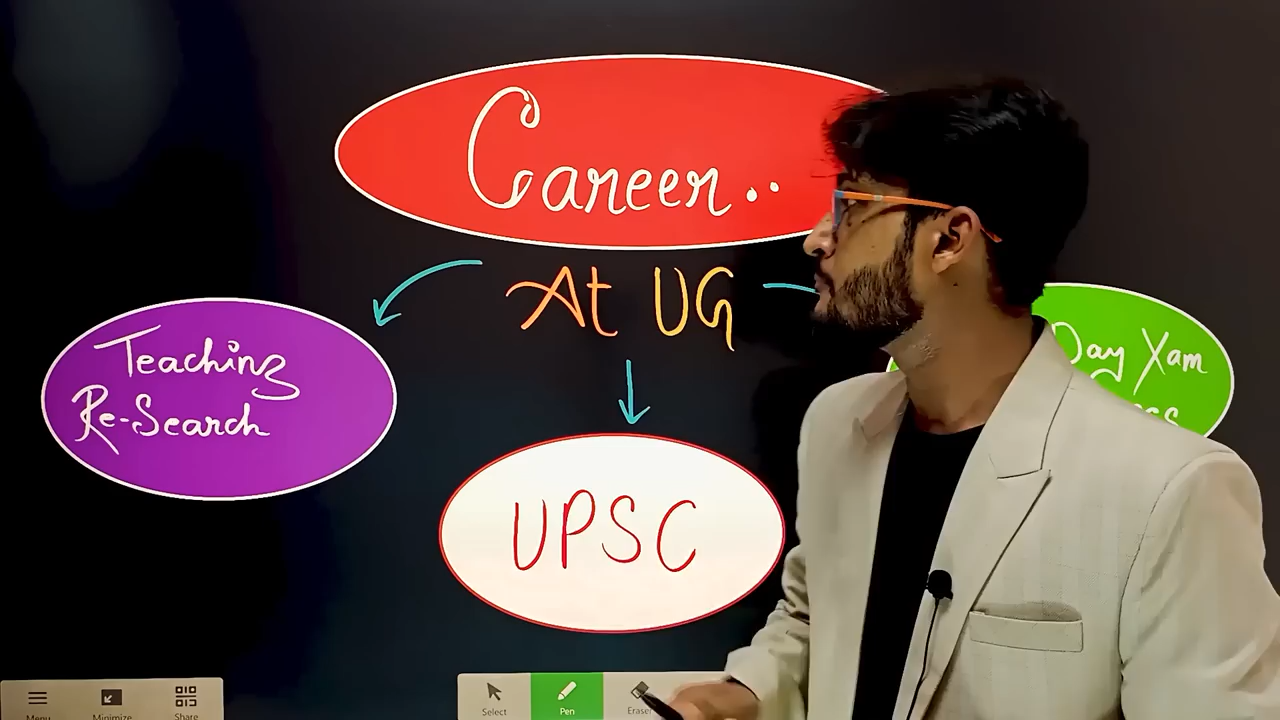 Career..
At UG
Teaching
Re-Search
Day Xam
UPSC
Menu
Minimize
Share
Select
Pen
Eraser